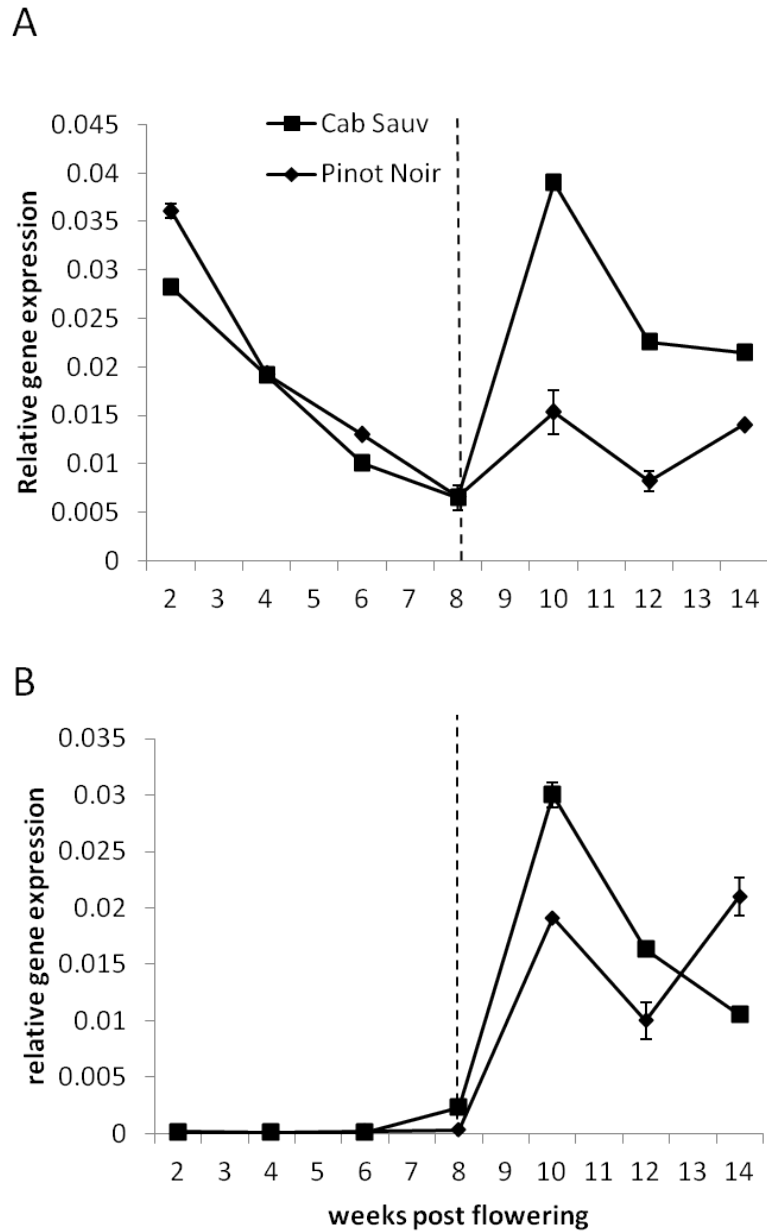 A
Cab Sauv
Pinot Noir
Relative gene expression
0.045
0.04
0.035
0.03
0.025
0.02
0.015
0.01
0.005
0
2 3 4 5 6 7 8 9 10 11 12 13 14
B
relative gene expression
0.035
0.03
0.025
0.02
0.015
0.01
0.005
0
2 3 4 5 6 7 8 9 10 11 12 13 14
weeks post flowering